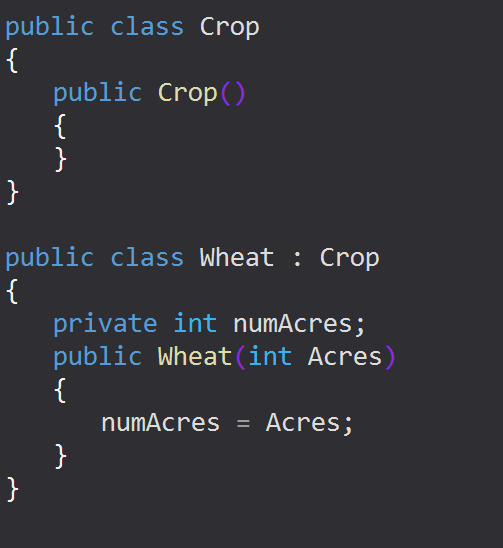 public class Crop
{
public Crop()
{
}
}
public class Wheat : Crop
{
private int numAcres;
public Wheat(int Acres)
{
numAcres = Acres;
}
}